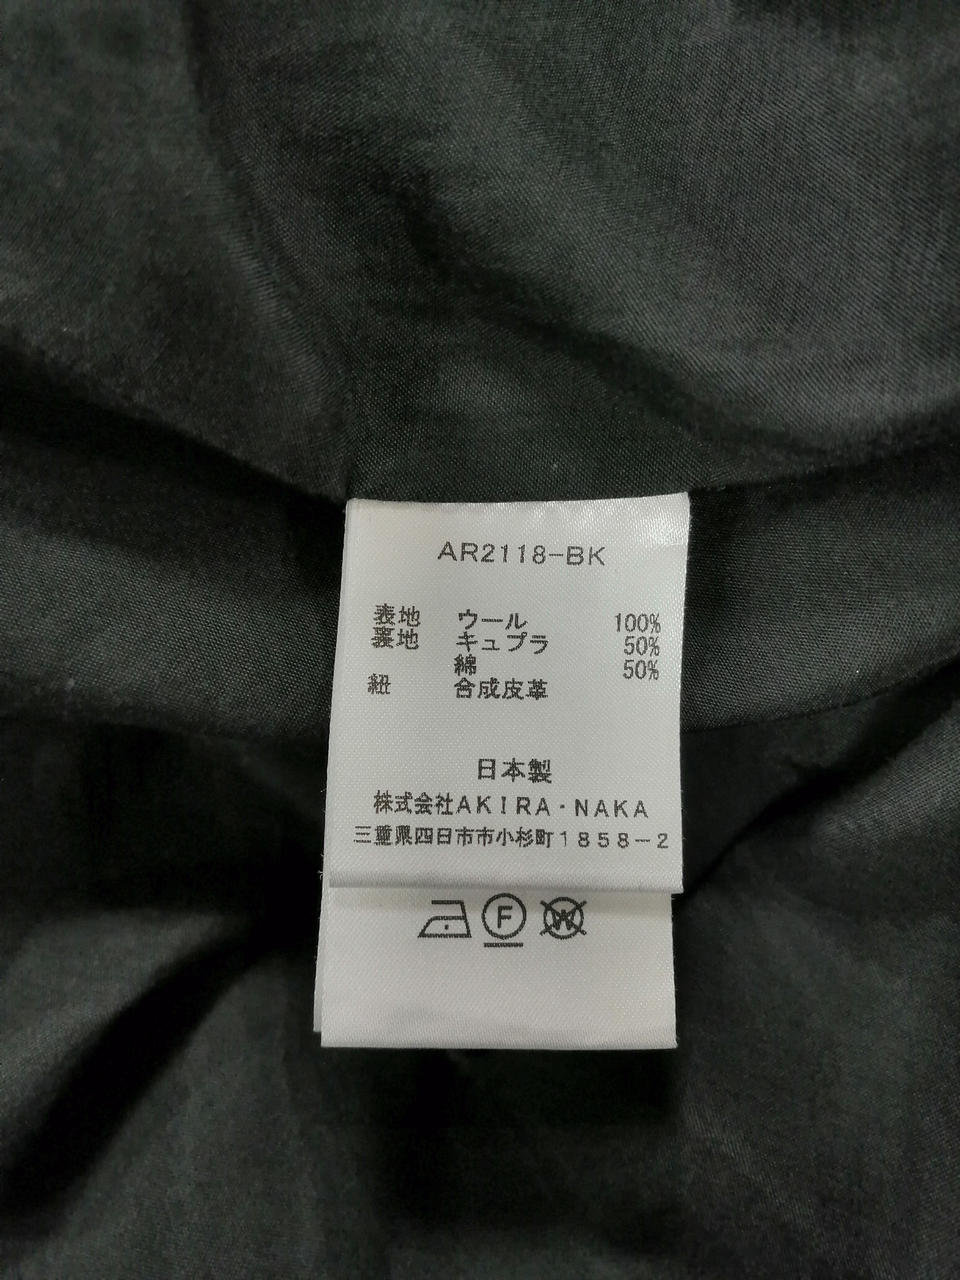 AR2118-BK
表地 ウール 100%
裏地 キュプラ 50%
綿 50%
紐 合成皮革
日本製
株式会社AKIRA・NAKA
三重県四日市市小杉町1858-2
F W